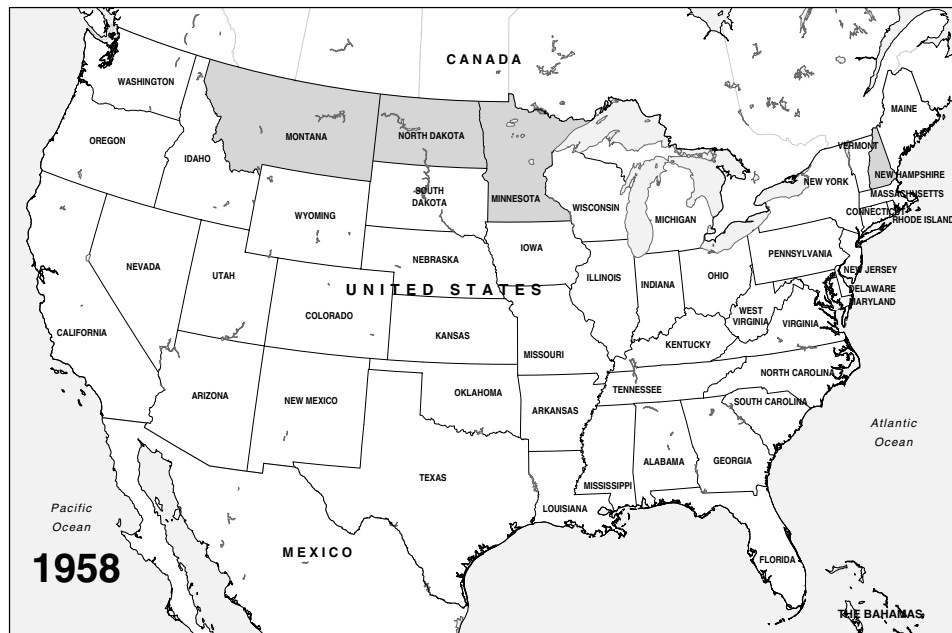 CANADA
WASHINGTON
MAINE
MONTANA
NORTH DAKOTA
OREGON
VERMONT
IDAHO
NEW HAMPSHIRE
NEW YORK
SOUTH
DAKOTA
MASSACHUSETTS
MINNESOTA
WISCONSIN
CONNECTICUT
WYOMING
MICHIGAN
RHODE ISLAND
IOWA
PENNSYLVANIA
NEBRASKA
NEVADA
NEW JERSEY
UTAH
ILLINOIS
OHIO
INDIANA
UNITED STATES
DELAWARE
MARYLAND
COLORADO
WEST
VIRGINIA
VIRGINIA
CALIFORNIA
KANSAS
KENTUCKY
MISSOURI
NORTH CAROLINA
TENNESSEE
OKLAHOMA
ARIZONA
NEW MEXICO
SOUTH CAROLINA
ARKANSAS
Atlantic
Ocean
ALABAMA
GEORGIA
TEXAS
MISSISSIPPI
LOUISIANA
Pacific
Ocean
MEXICO
FLORIDA
1958
THE BAHAMAS